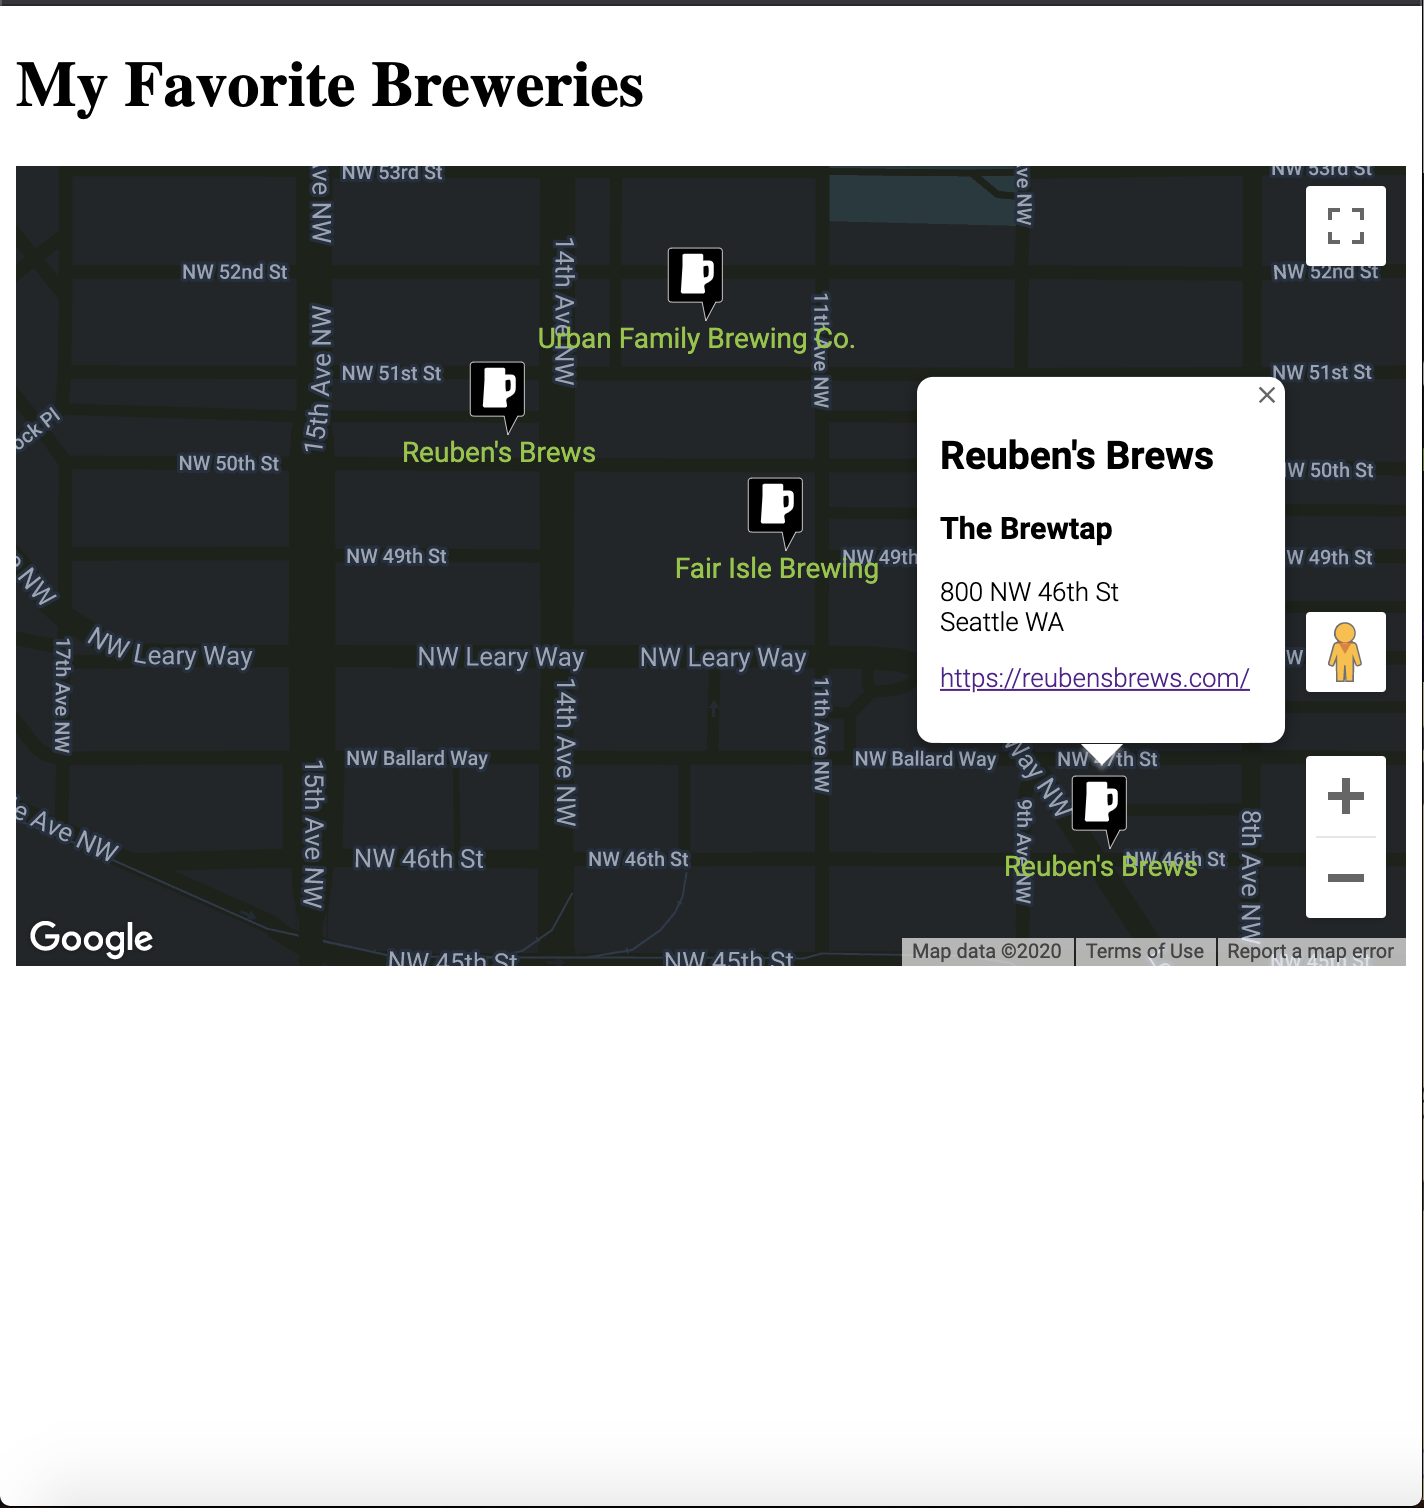 My Favorite Breweries
NW 53rd St
ve NW
ve NW
NW 53rd St
NW 52nd St
14th Ave NW
NW 52nd St
Urban Family Brewing Co.
11th Ave NW
15th Ave NW
NW 51st St
NW 51st St
Reuben's Brews
ock Pl
NW 50th St
W 50th St
Reuben's Brews
The Brewtap
800 NW 46th St
Seattle WA
https://reubensbrews.com/
NW 49th St
Fair Isle Brewing
NW 49th
W 49th St
NW
17th Ave NW
NW Leary Way
NW Leary Way
NW Leary Way
W
14th Ave NW
11th Ave NW
15th Ave NW
NW Ballard Way
NW Ballard Way
Way NW
NW 47th St
e Ave NW
NW 46th St
NW 46th St
9th Ave NW
Reuben's Brews
NW 46th St
8th Ave NW
Google
NW 45th St
NW 45th St
Map data ©2020
Terms of Use
Report a map error
NW 45th St